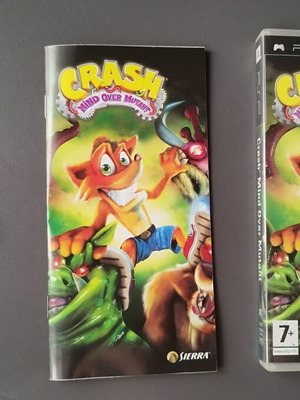 CRASH
MIND OVER MUTANT
SIERRA
Crash® Mind Over Mutant
7+